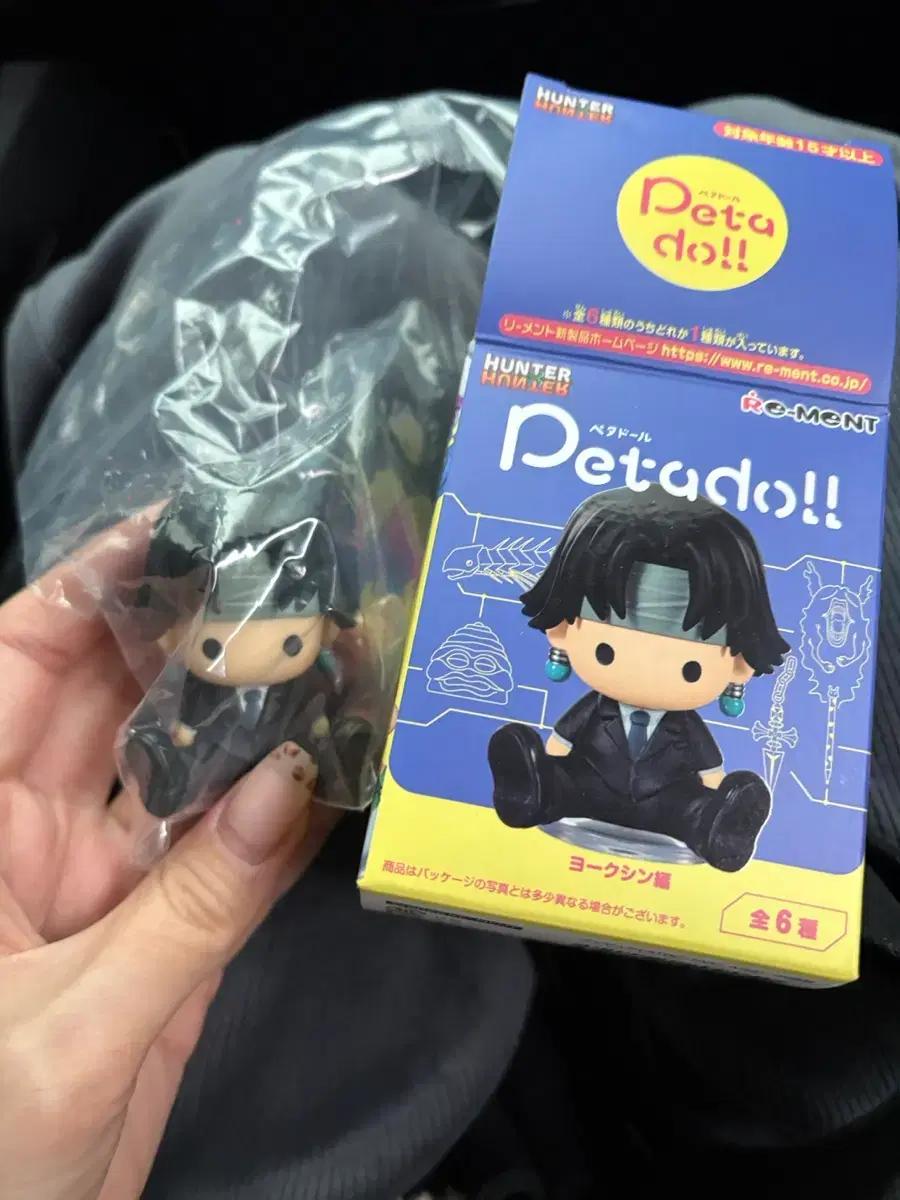 HUNTER
HUNTER
対象年齢15才以上
ペタドール
Peta
do!!
※全6種類のうちどれか1種類が入っています。
リーメント新製品ホームページ https://www.re-ment.co.jp/
HUNTER
HUNTER
Re-MENT
ペタドール
Petado!!
ヨークシン編
商品はパッケージの写真とは多少異なる場合がございます。
全6種